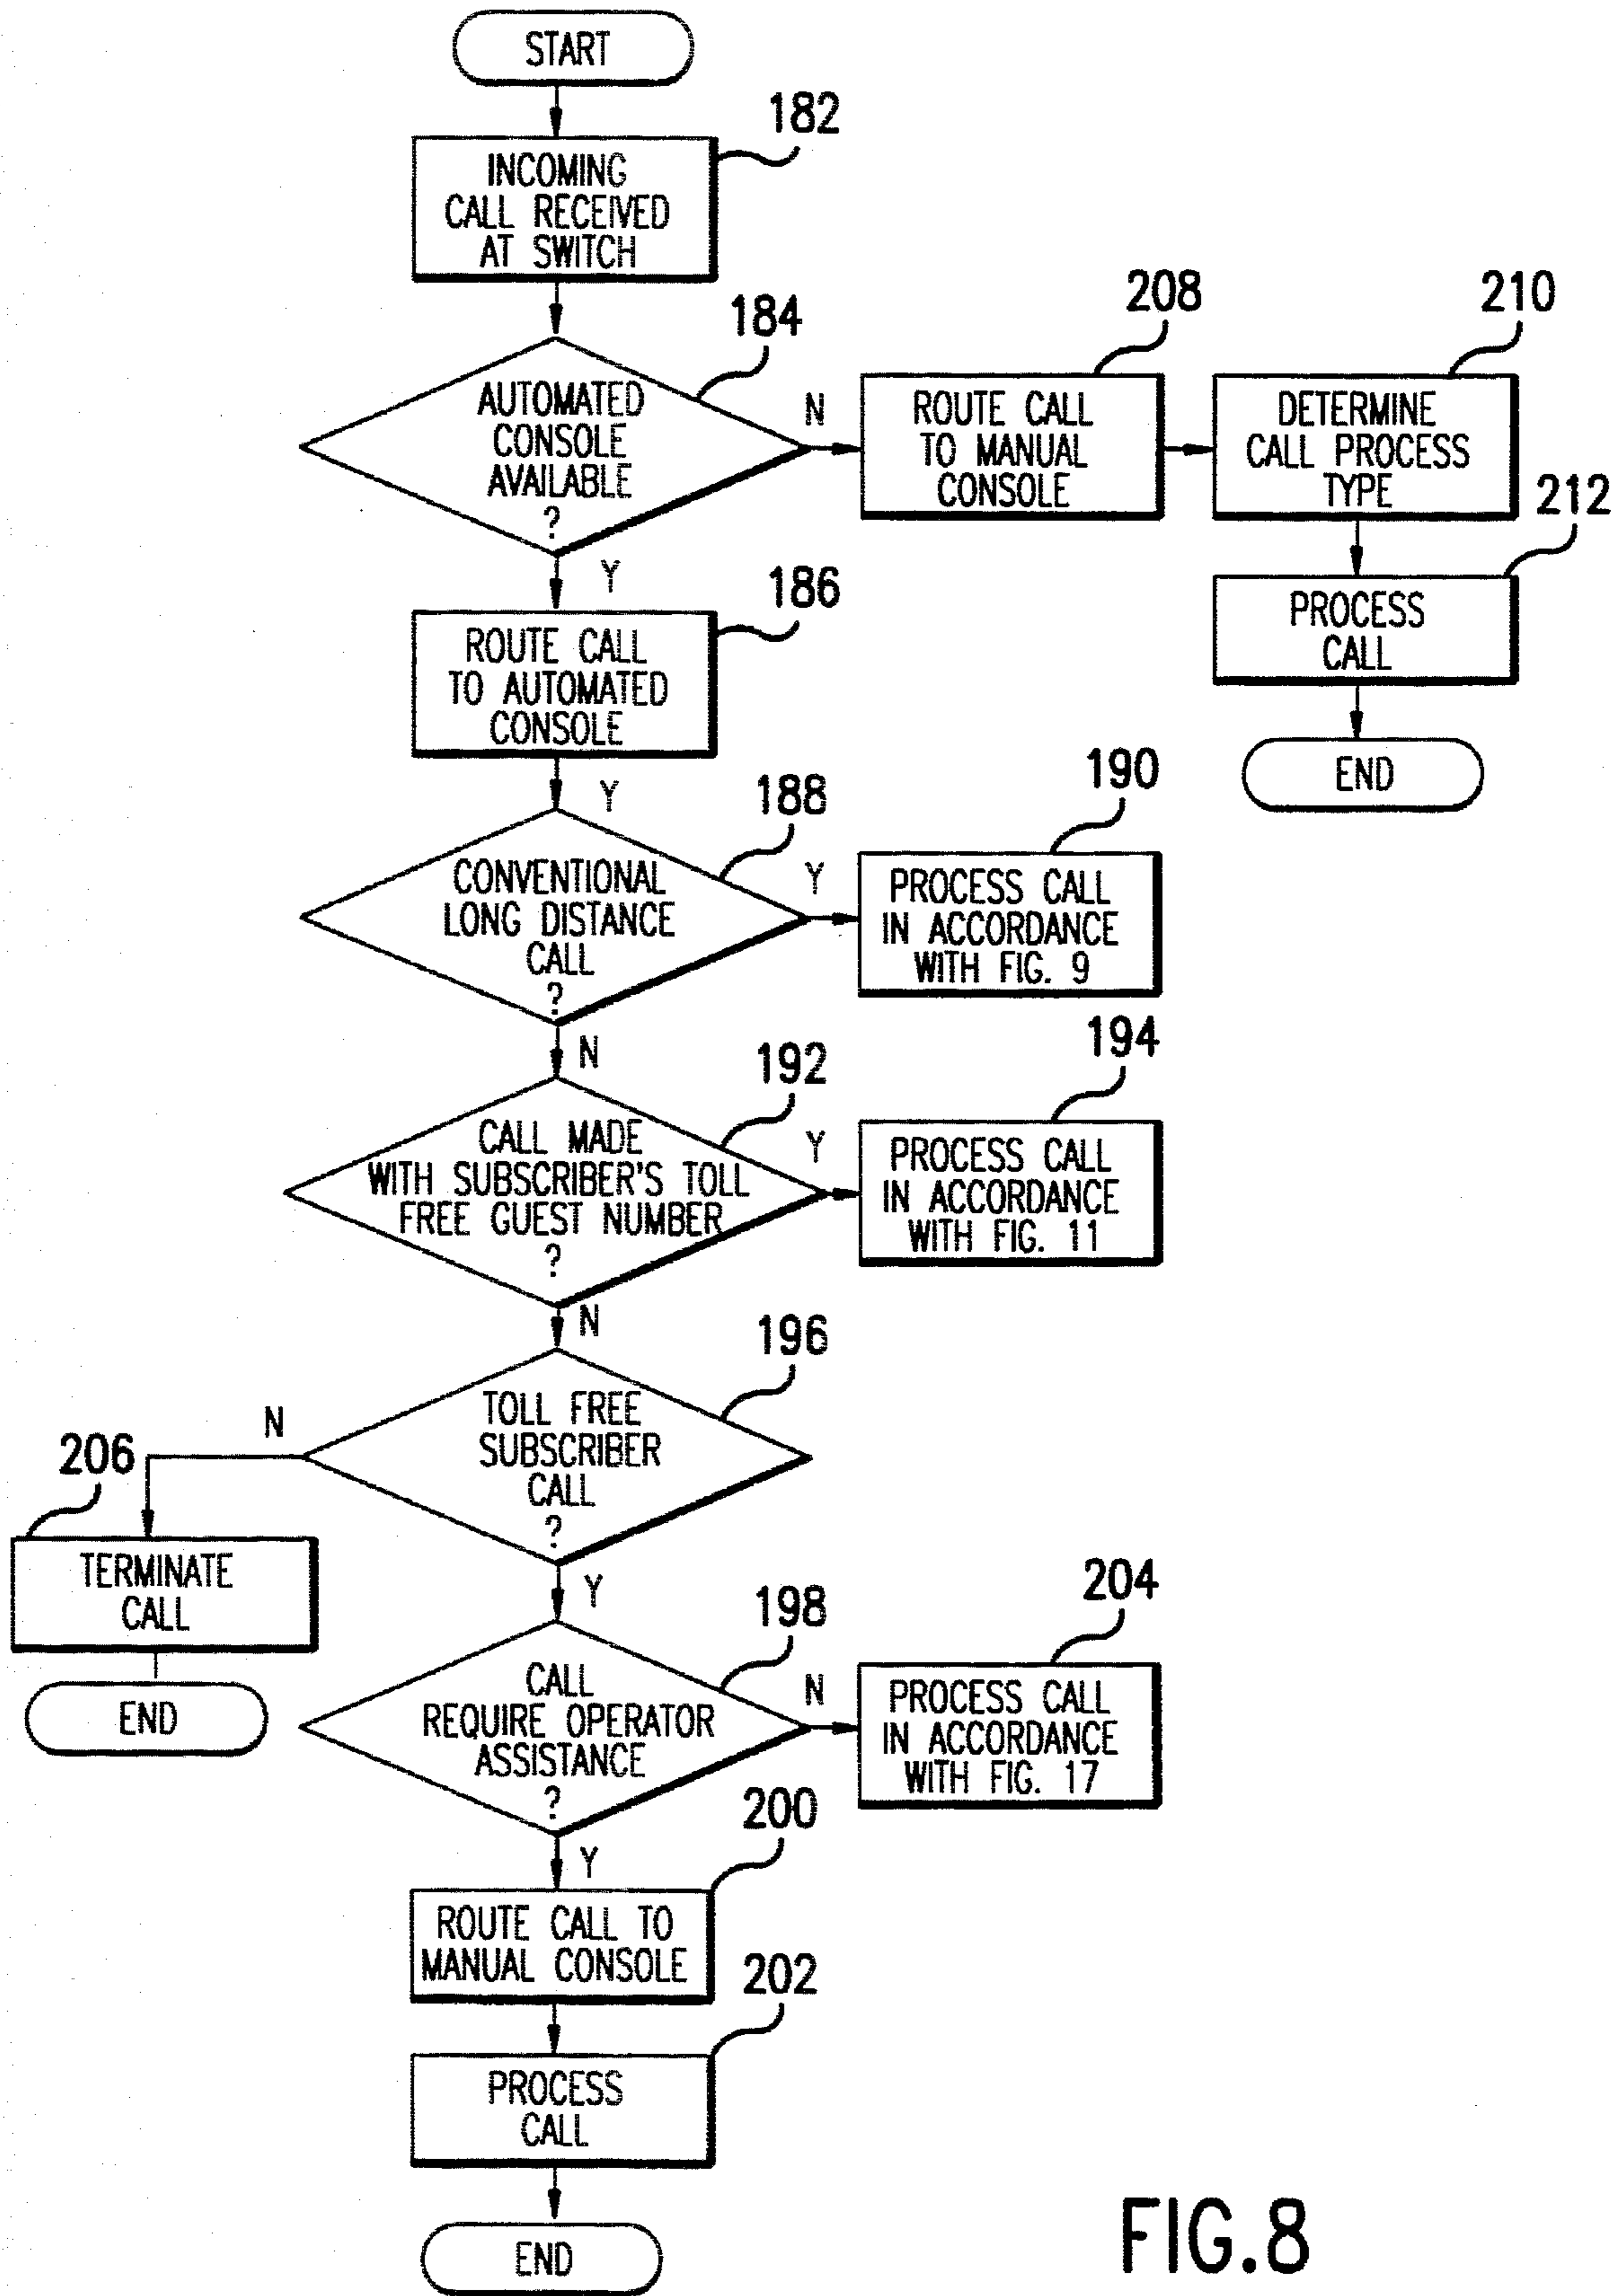 START
182
INCOMING
CALL RECEIVED
AT SWITCH
184
AUTOMATED
CONSOLE
AVAILABLE
?
N
208
ROUTE CALL
TO MANUAL
CONSOLE
210
DETERMINE
CALL PROCESS
TYPE
212
PROCESS
CALL
END
Y
186
ROUTE CALL
TO AUTOMATED
CONSOLE
Y
188
CONVENTIONAL
LONG DISTANCE
CALL
?
Y
190
PROCESS CALL
IN ACCORDANCE
WITH FIG. 9
N
192
CALL MADE
WITH SUBSCRIBER'S TOLL
FREE GUEST NUMBER
?
Y
194
PROCESS CALL
IN ACCORDANCE
WITH FIG. 11
N
196
TOLL FREE
SUBSCRIBER
CALL
?
N
206
TERMINATE
CALL
END
Y
198
CALL
REQUIRE OPERATOR
ASSISTANCE
?
N
204
PROCESS CALL
IN ACCORDANCE
WITH FIG. 17
Y
200
ROUTE CALL TO
MANUAL CONSOLE
202
PROCESS
CALL
END
FIG.8